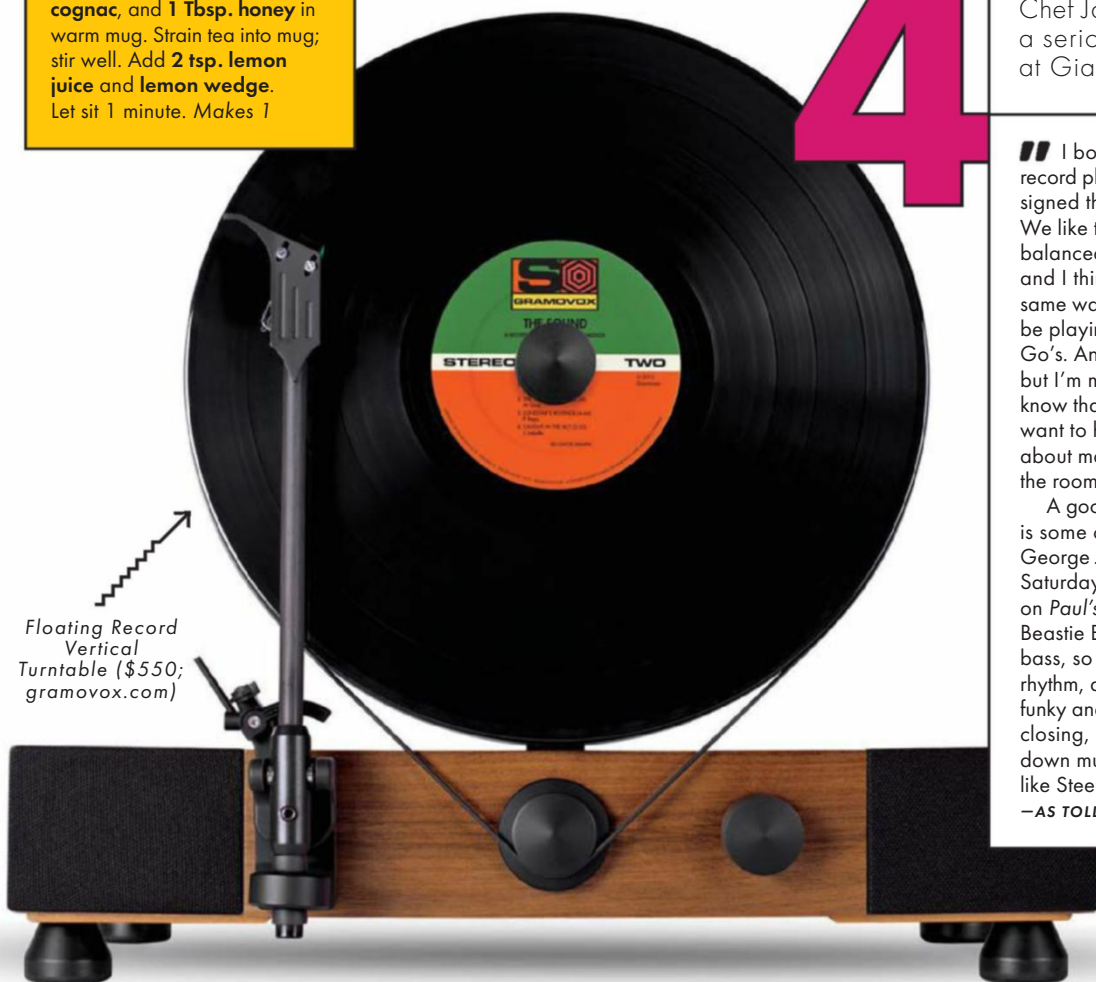 cognac, and 1 Tbsp. honey in
warm mug. Strain tea into mug;
stir well. Add 2 tsp. lemon
juice and lemon wedge.
Let sit 1 minute. Makes 1
4
Chef Jo
a serio
at Gia
" I bo
record pl
signed th
We like t
balanced
and I thi
same wa
be playin
Go's. An
but I'm m
know tha
want to h
about mo
the room
A goo
is some o
George J
Saturday
on Paul's
Beastie B
bass, so
rhythm, a
funky and
closing,
down mu
like Stee
—AS TOLD
S
GRAMOVOX
THE SOUND
STEREO TWO
Floating Record
Vertical
Turntable ($550;
gramovox.com)